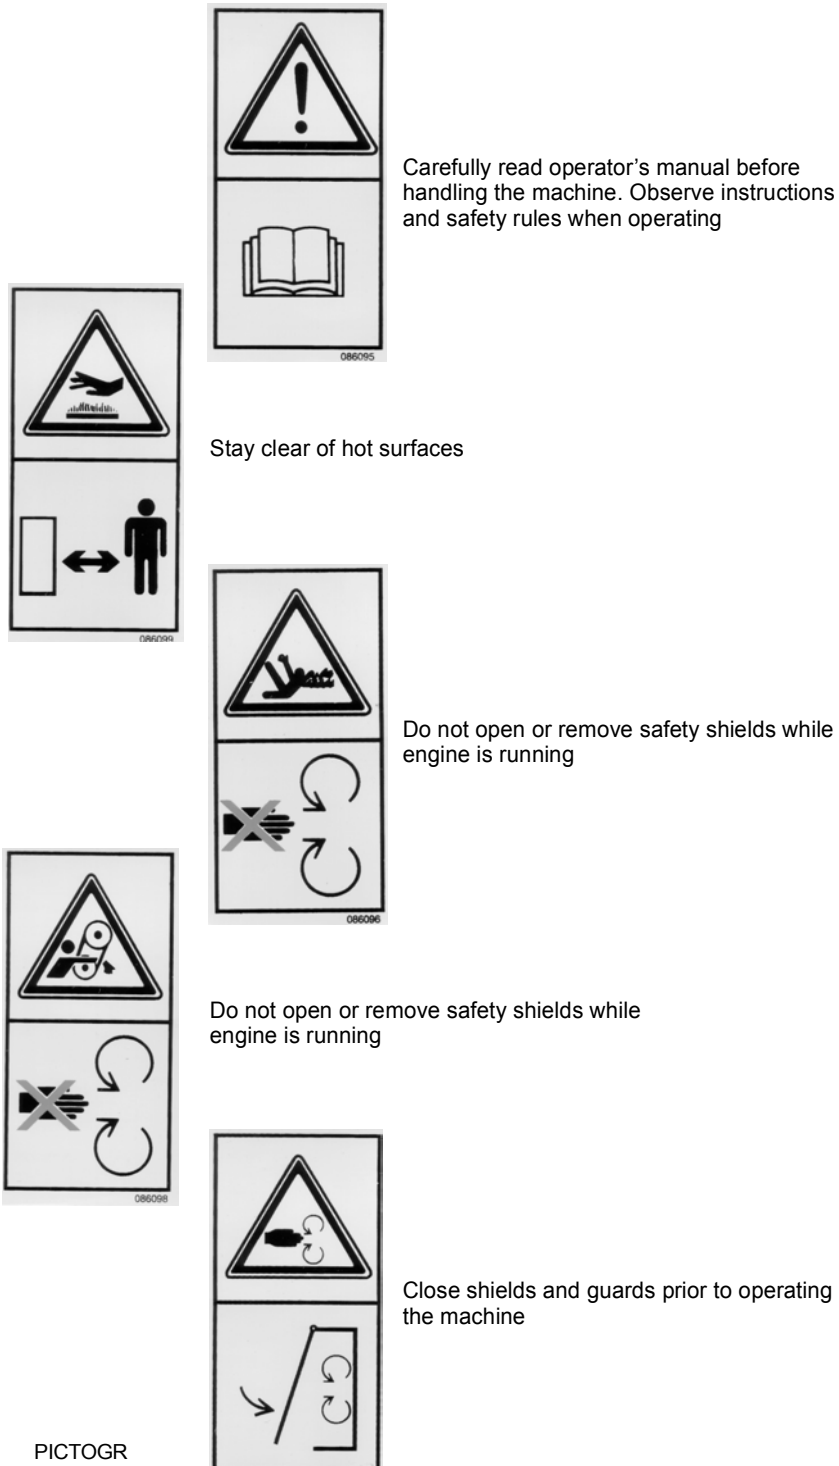 Carefully read operator’s manual before
handling the machine. Observe instructions
and safety rules when operating
086095
Stay clear of hot surfaces
086099
Do not open or remove safety shields while
engine is running
086096
Do not open or remove safety shields while
engine is running
086098
Close shields and guards prior to operating
the machine
PICTOGR